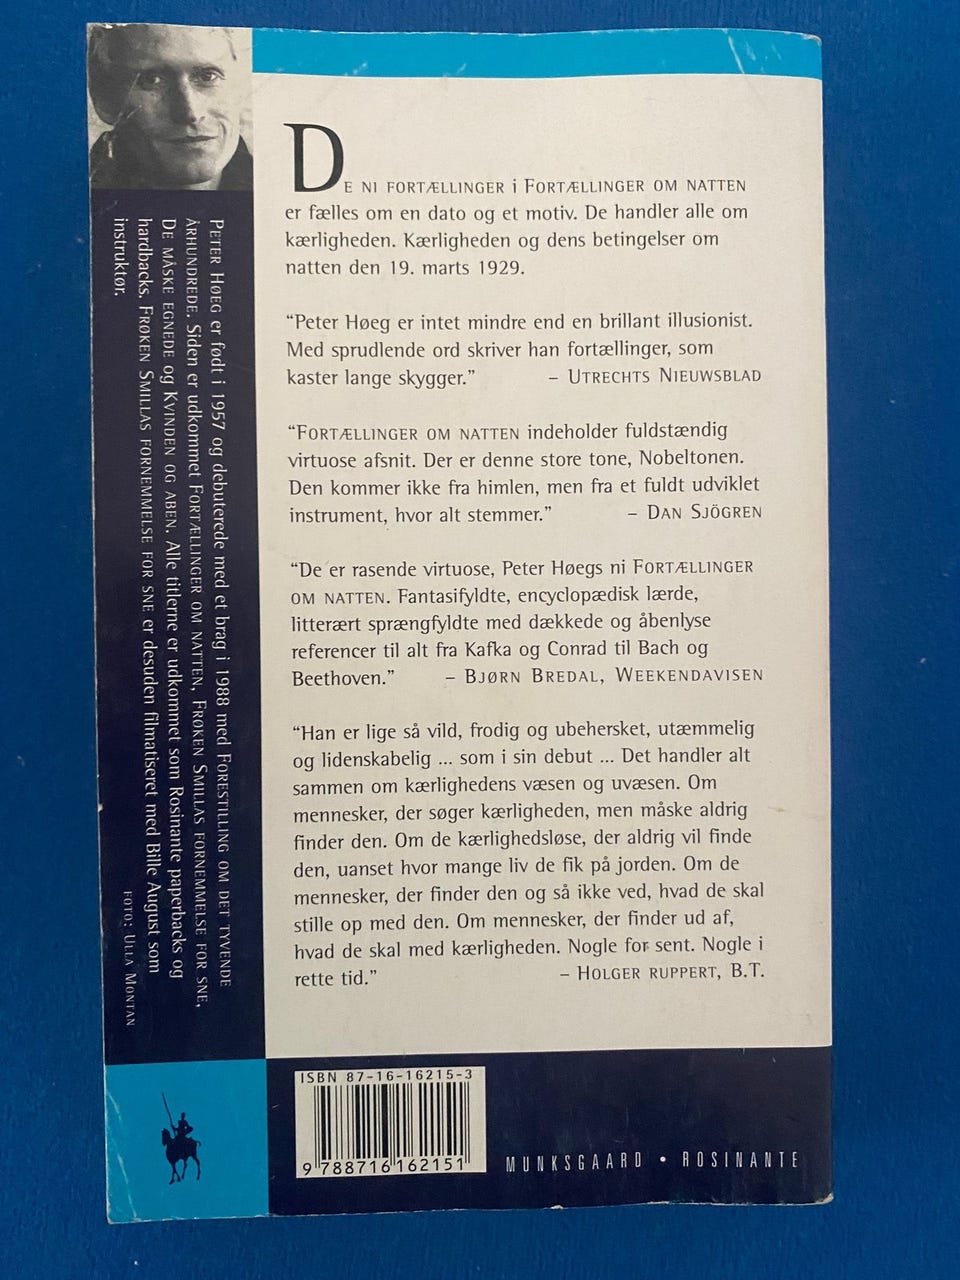 DE NI FORTÆLLINGER i FORTÆLLINGER OM NATTEN
er fælles om en dato og et motiv. De handler alle om
kærligheden. Kærligheden og dens betingelser om
natten den 19. marts 1929.
“Peter Høeg er intet mindre end en brillant illusionist.
Med sprudlende ord skriver han fortællinger, som
kaster lange skygger.” – UTRECHTS NIEUWSBLAD
“FORTÆLLINGER OM NATTEN indeholder fuldstændig
virtuose afsnit. Der er denne store tone, Nobeltonen.
Den kommer ikke fra himlen, men fra et fuldt udviklet
instrument, hvor alt stemmer.” – DAN SJÖGREN
“De er rasende virtuose, Peter Høegs ni FORTÆLLINGER
OM NATTEN. Fantasifyldte, encyclopædisk lærde,
litterært sprængfyldte med dækkede og åbenlyse
referencer til alt fra Kafka og Conrad til Bach og
Beethoven.” – BJØRN BREDAL, WEEKENDAVISEN
“Han er lige så vild, frodig og ubehersket, utæmmelig
og lidenskabelig ... som i sin debut ... Det handler alt
sammen om kærlighedens væsen og uvæsen. Om
mennesker, der søger kærligheden, men måske aldrig
finder den. Om de kærlighedsløse, der aldrig vil finde
den, uanset hvor mange liv de fik på jorden. Om de
mennesker, der finder den og så ikke ved, hvad de skal
stille op med den. Om mennesker, der finder ud af,
hvad de skal med kærligheden. Nogle for sent. Nogle i
rette tid.” – HOLGER RUPPERT, B.T.
PETER HØEG er født i 1957 og debuterede med et brag i 1988 med FORESTILLING OM DET TYVENDE
ÅRHUNDREDE. Siden er udkommet FORTÆLLINGER OM NATTEN, FRØKEN SMILLAS FORNEMMELSE FOR SNE,
DE MÅSKE EGNEDE og KVINDEN OG ABEN. Alle titlerne er udkommet som Rosinante paperbacks og
hardbacks. FRØKEN SMILLAS FORNEMMELSE FOR SNE er desuden filmatiseret med Bille August som
instruktør.
FOTO: ULLA MONTAN
ISBN 87-16-16215-3
9 788716 162151
MUNKSGAARD • ROSINANTE